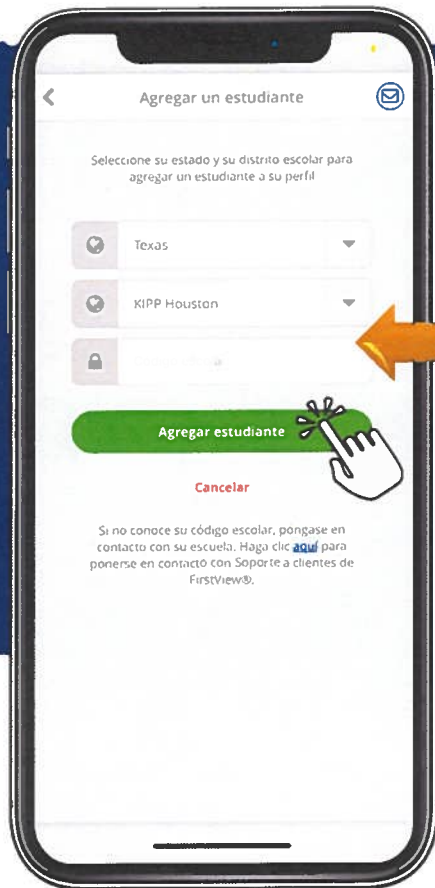 Agregar un estudiante
Seleccione su estado y su distrito escolar para
agregar un estudiante a su perfil
Texas
KIPP Houston
Agregar estudiante
Cancelar
Si no conoce su código escolar, pongase en
contacto con su escuela. Haga clic aquí para
ponerse en contacto con Soporte a clientes de
FirstView®.